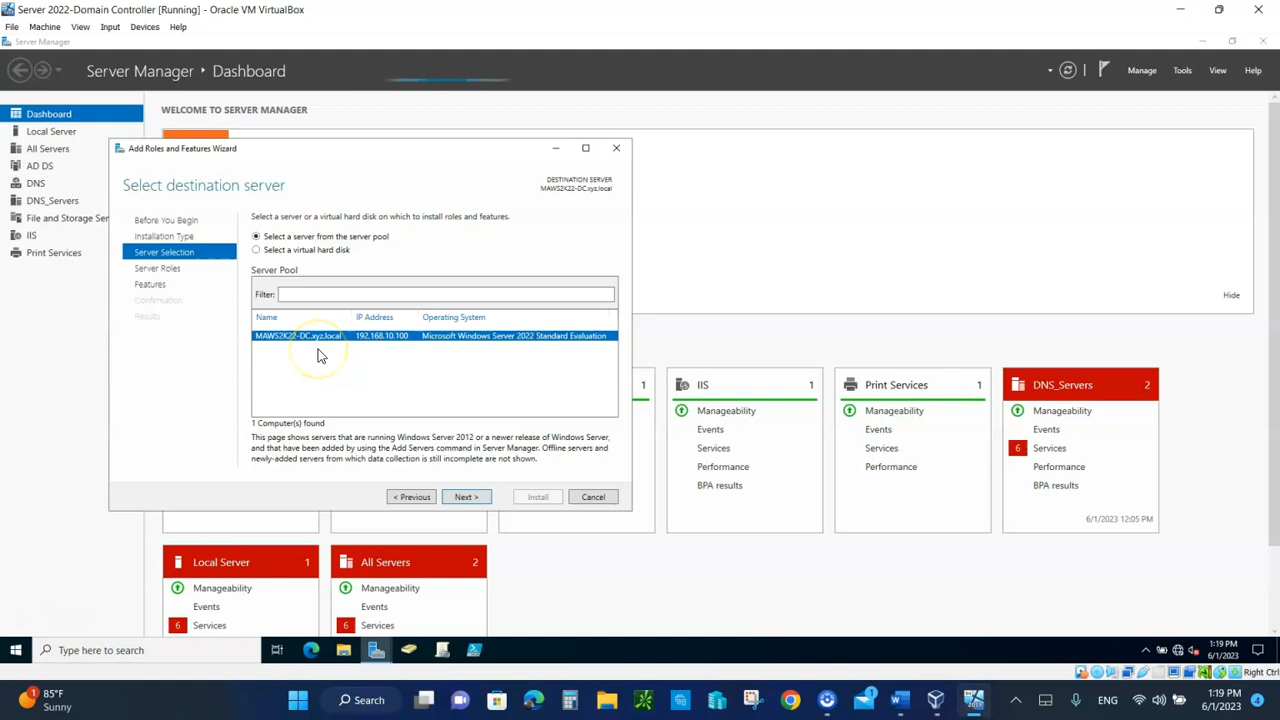 Server 2022-Domain Controller [Running] - Oracle VM VirtualBox
File Machine View Input Devices Help
Server Manager
Server Manager • Dashboard
Manage Tools View Help
Dashboard
Local Server
All Servers
AD DS
DNS
DNS_Servers
File and Storage Ser
IIS
Print Services
WELCOME TO SERVER MANAGER
Hide
Add Roles and Features Wizard
Select destination server
DESTINATION SERVER
MAWS2K22-DC.xyz.local
Before You Begin
Installation Type
Server Selection
Server Roles
Features
Confirmation
Results
Select a server or a virtual hard disk on which to install roles and features.
Select a server from the server pool
Select a virtual hard disk
Server Pool
Filter:
Name IP Address Operating System
MAWS2K22-DC.xyz.local 192.168.10.100 Microsoft Windows Server 2022 Standard Evaluation
1 Computer(s) found
This page shows servers that are running Windows Server 2012 or a newer release of Windows Server,
and that have been added by using the Add Servers command in Server Manager. Offline servers and
newly-added servers from which data collection is still incomplete are not shown.
< Previous Next > Install Cancel
1
IIS 1
Manageability
Events
Services
Performance
BPA results
Print Services 1
Manageability
Events
Services
Performance
BPA results
DNS_Servers 2
Manageability
Events
6 Services
Performance
BPA results
6/1/2023 12:05 PM
Local Server 1
Manageability
Events
6 Services
All Servers 2
Manageability
Events
6 Services
Type here to search
1:19 PM
6/1/2023
Right Ctrl
85°F
Sunny
Search
1
2019
ENG
1:19 PM
6/1/2023
4